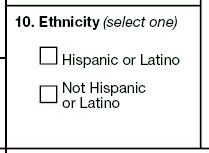 10. Ethnicity (select one)
Hispanic or Latino
Not Hispanic
or Latino